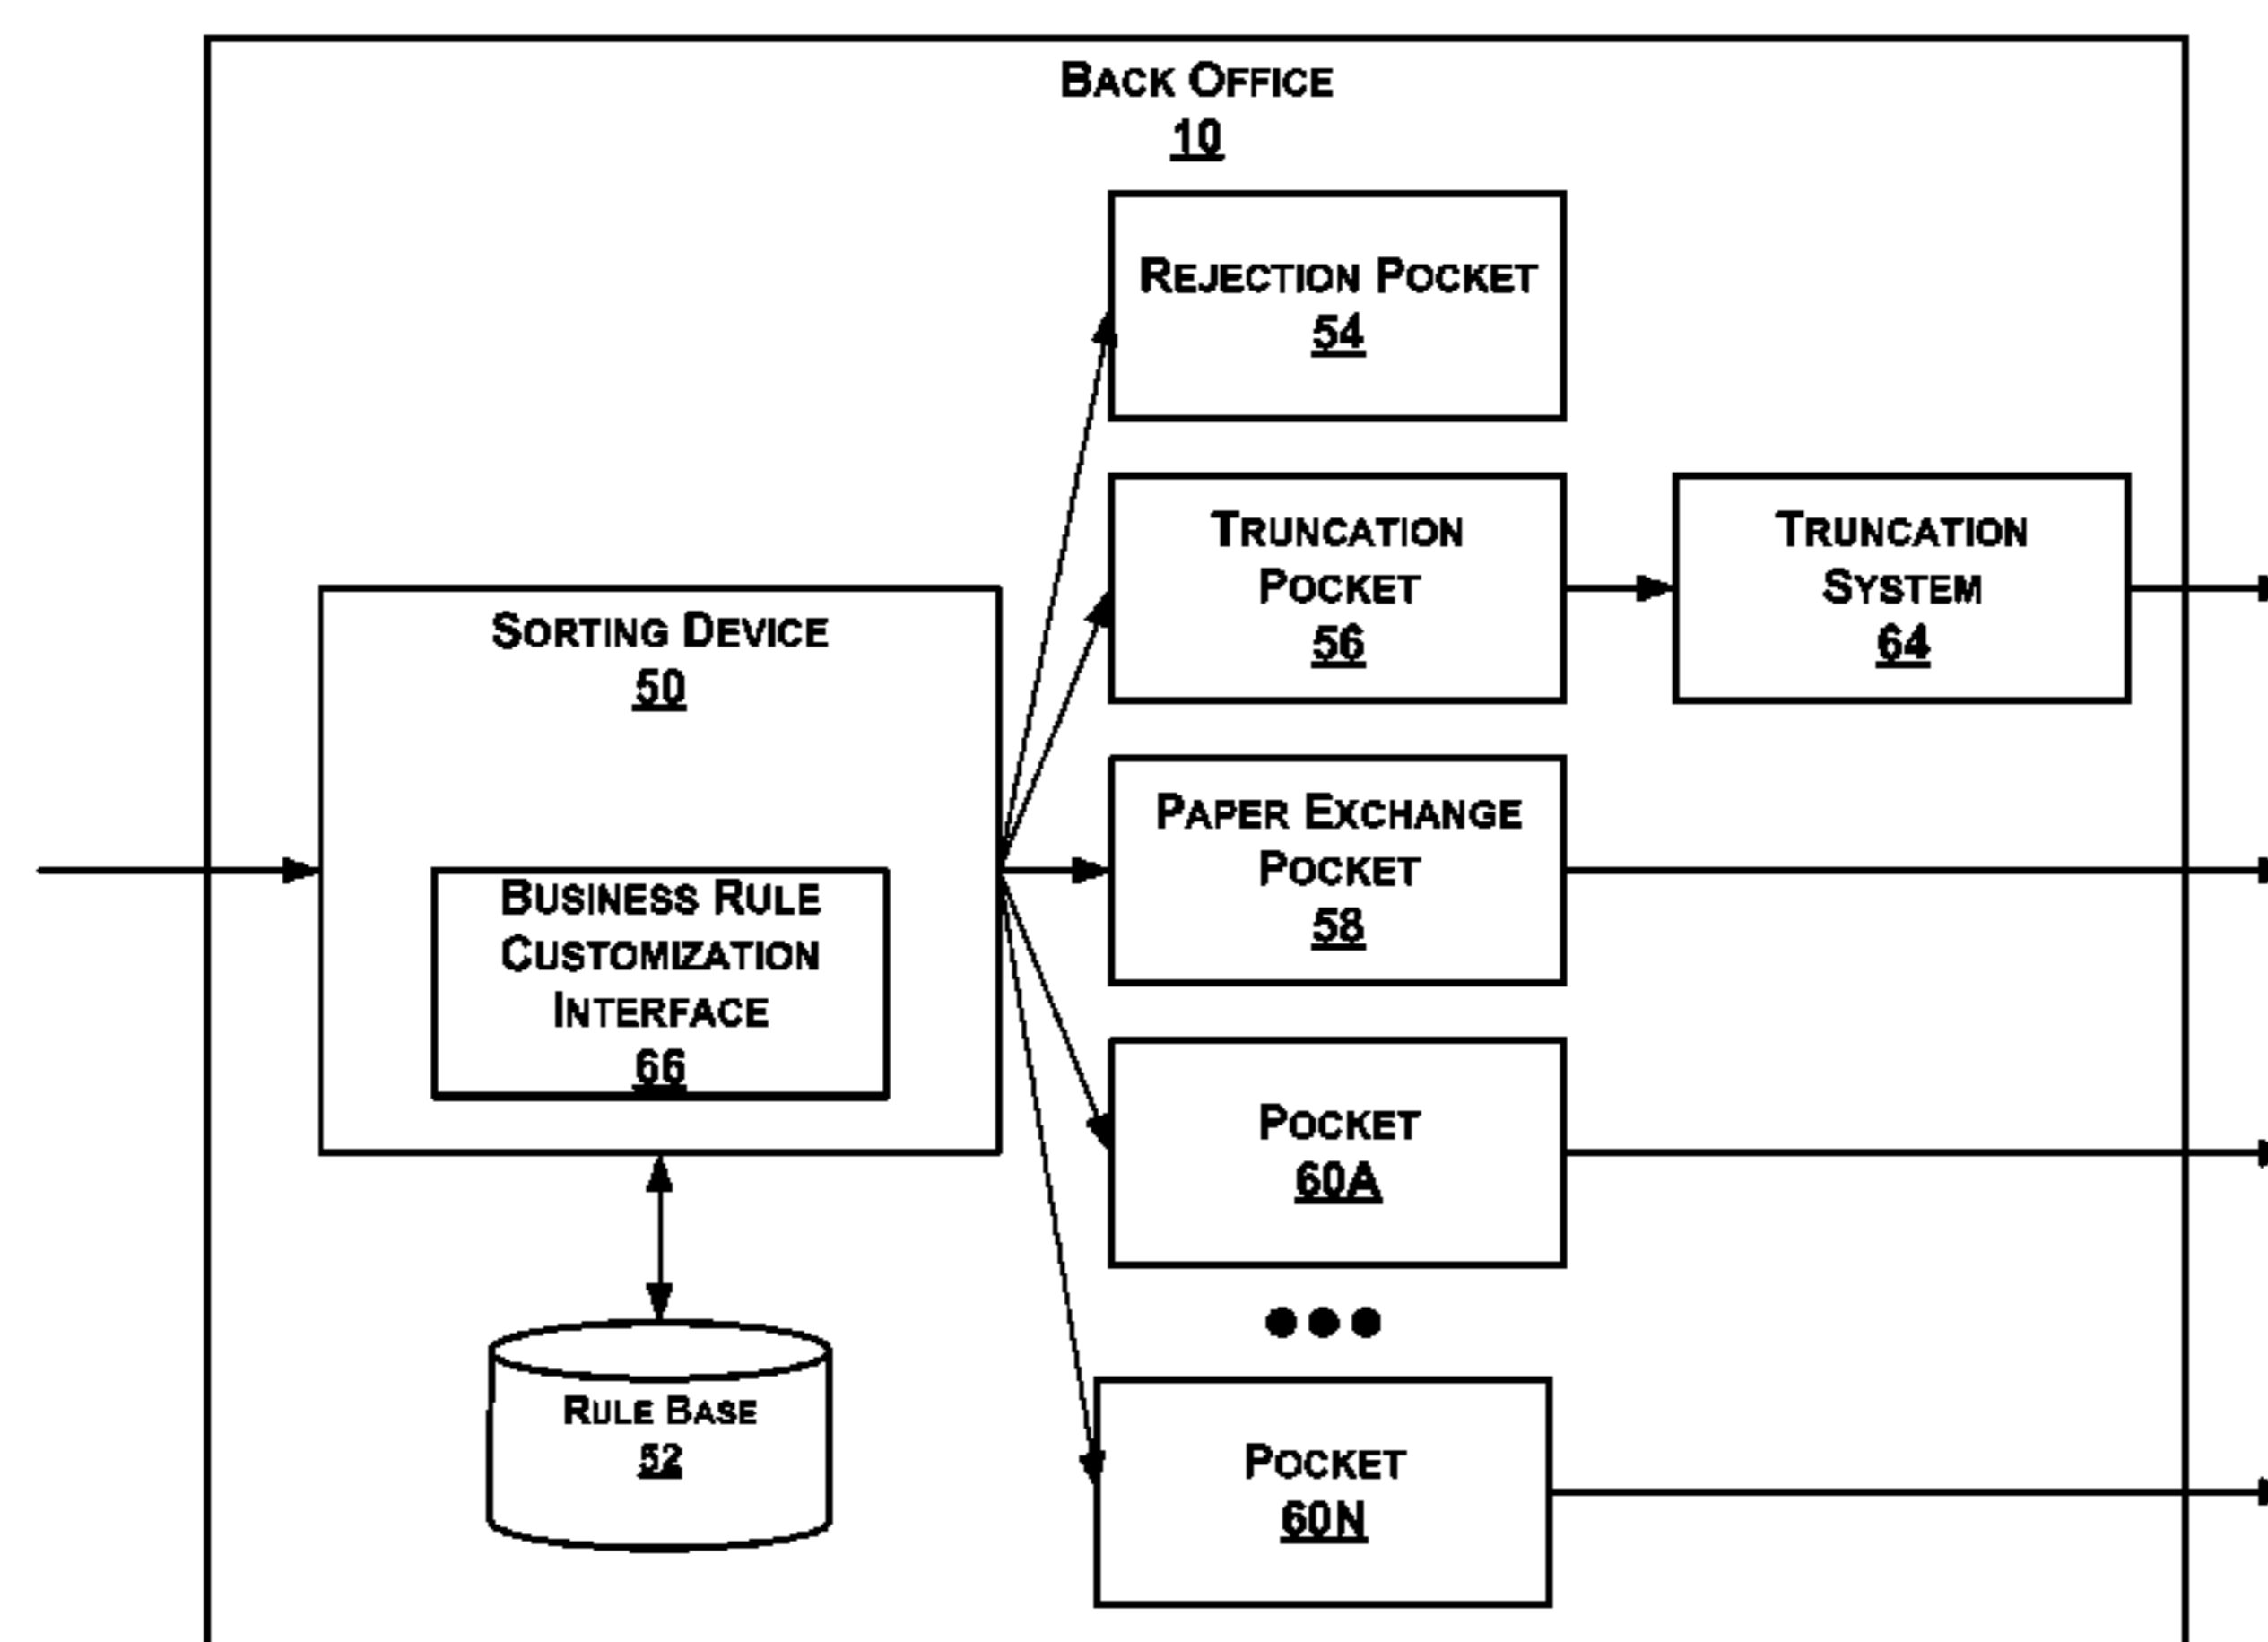 BACK OFFICE
10
REJECTION POCKET
54
TRUNCATION
POCKET
56
TRUNCATION
SYSTEM
64
SORTING DEVICE
50
BUSINESS RULE
CUSTOMIZATION
INTERFACE
66
PAPER EXCHANGE
POCKET
58
POCKET
60A
RULE BASE
52
POCKET
60N